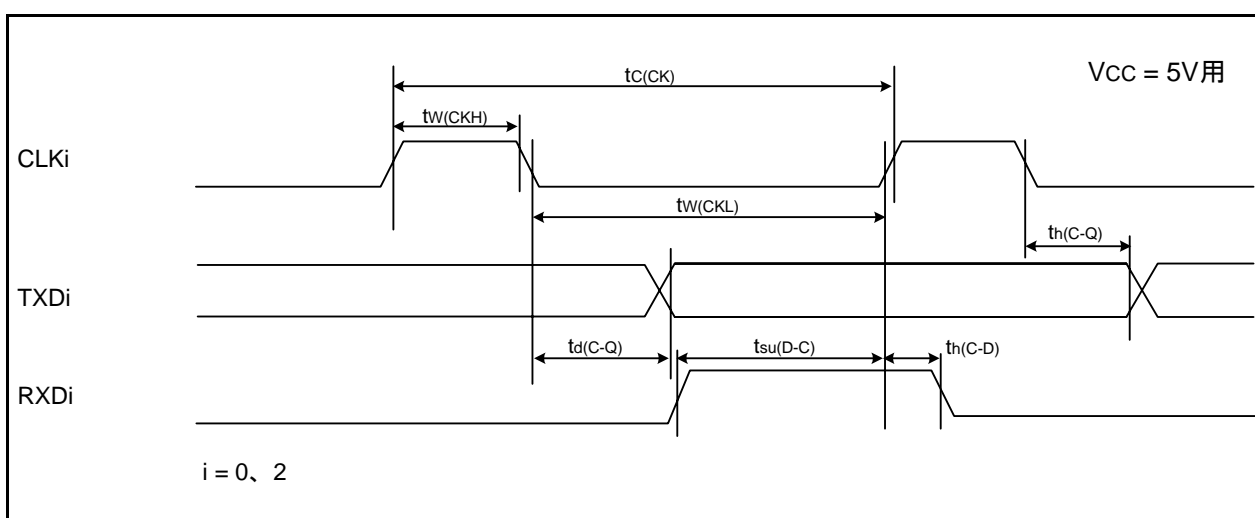 VCC = 5V用
tC(CK)
tW(CKH)
CLKi
tW(CKL)
th(C-Q)
TXDi
td(C-Q)
tsu(D-C)
th(C-D)
RXDi
i = 0、2